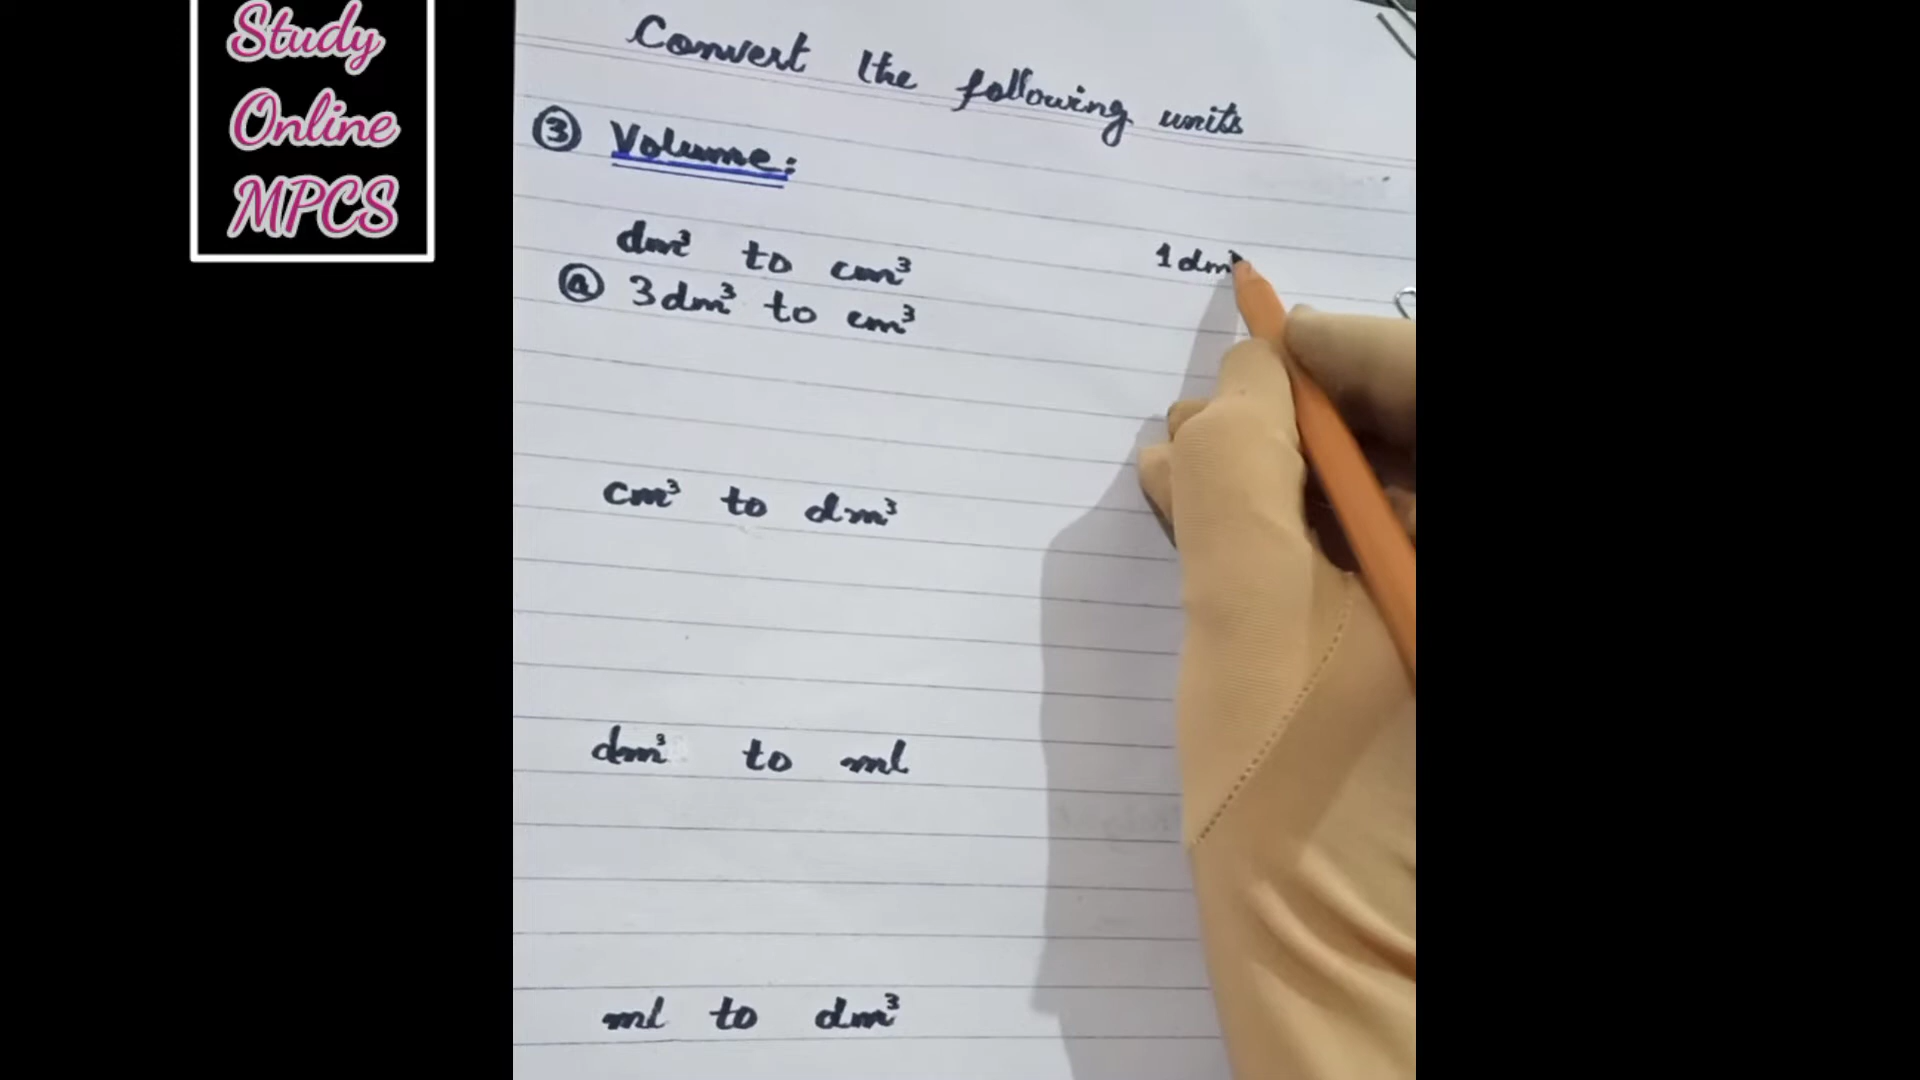 Study
Online
MPCS
Convert the following units
③ Volume:
dm³ to cm³
1dm³
ⓐ 3dm³ to cm³
cm³ to dm³
dm³ to ml
ml to dm³